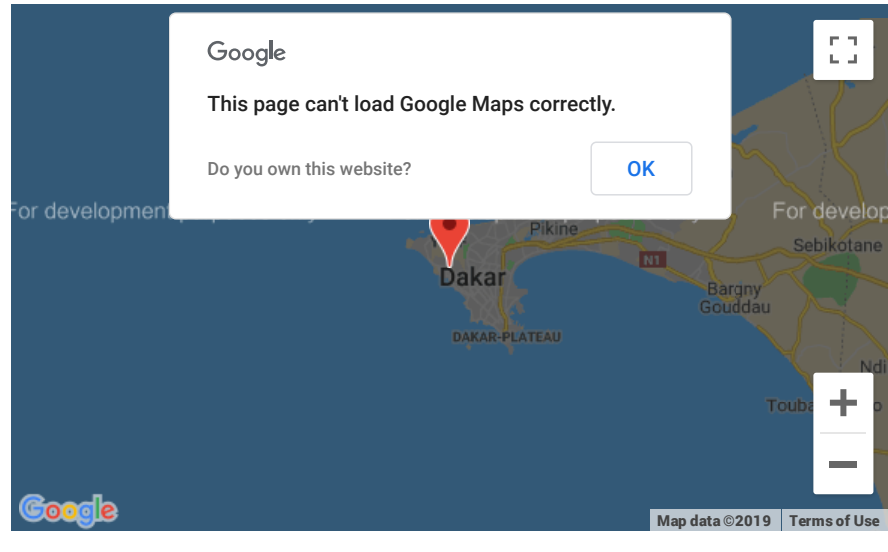 Google
This page can't load Google Maps correctly.
Do you own this website?
OK
For development
For develop
Pikine
Sebikotane
N1
Dakar
Bargny
Gouddau
DAKAR-PLATEAU
Ndi
Touba
Google
Map data ©2019
Terms of Use